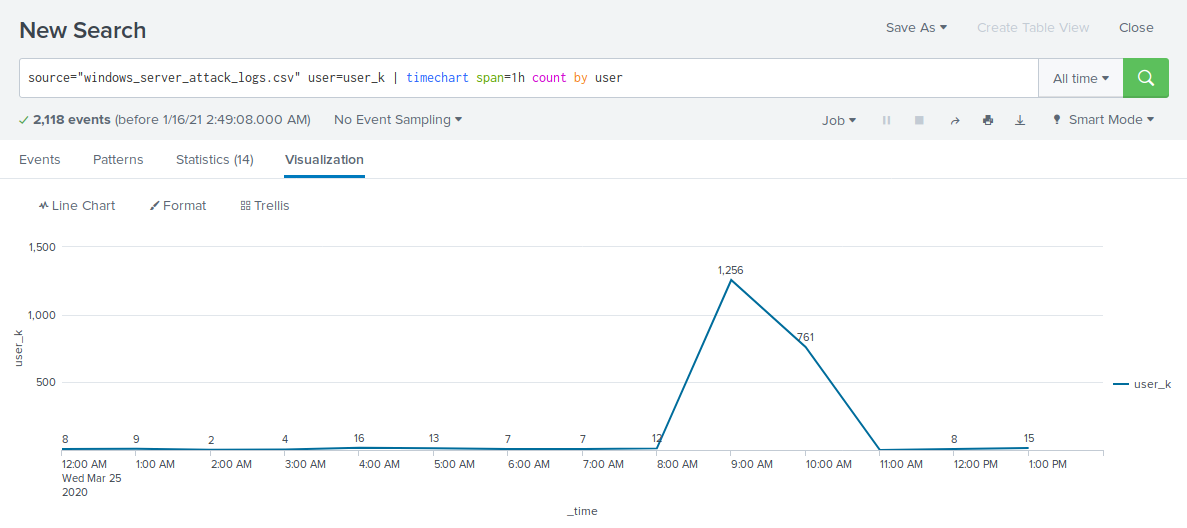 New Search
Save As
Create Table View
Close
source="windows_server_attack_logs.csv" user=user_k | timechart span=1h count by user
All time
2,118 events (before 1/16/21 2:49:08.000 AM)
No Event Sampling
Job
Smart Mode
Events
Patterns
Statistics (14)
Visualization
Line Chart
Format
Trellis
1,500
1,000
500
user_k
8 9 2 4 16 13 7 7 12 1,256 761 8 15
12:00 AM 1:00 AM 2:00 AM 3:00 AM 4:00 AM 5:00 AM 6:00 AM 7:00 AM 8:00 AM 9:00 AM 10:00 AM 11:00 AM 12:00 PM 1:00 PM
Wed Mar 25
2020
_time
user_k